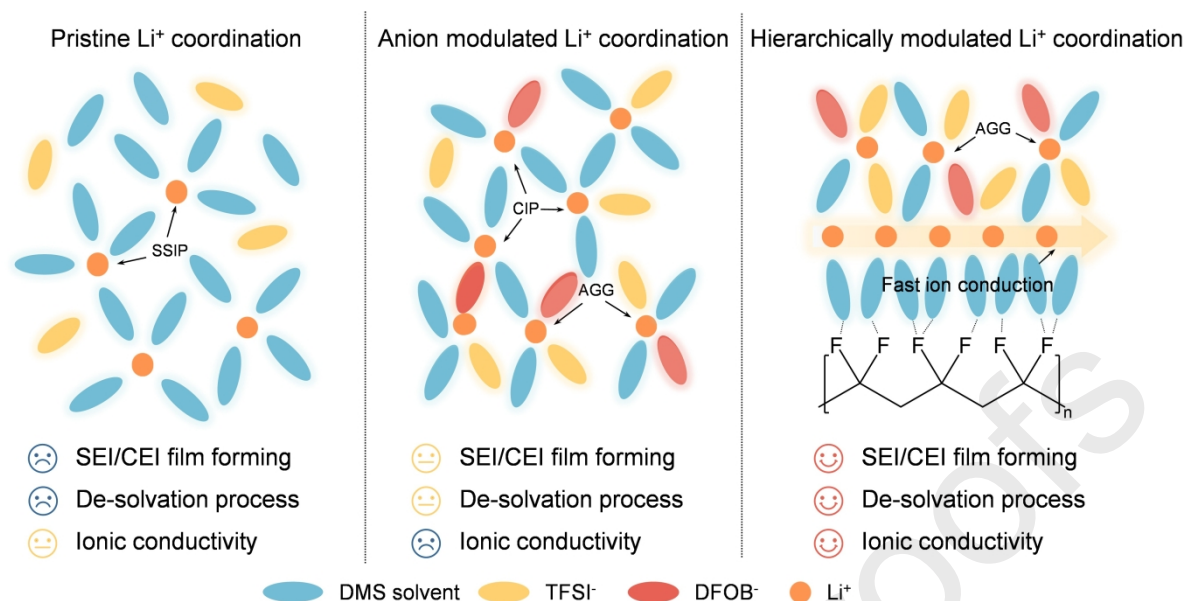 Pristine Li⁺ coordination
SSIP
SEI/CEI film forming
De-solvation process
Ionic conductivity
Anion modulated Li⁺ coordination
CIP
AGG
SEI/CEI film forming
De-solvation process
Ionic conductivity
Hierarchically modulated Li⁺ coordination
AGG
Fast ion conduction
F F F F F F
n
SEI/CEI film forming
De-solvation process
Ionic conductivity
DMS solvent TFSI⁻ DFOB⁻ Li⁺
oofs